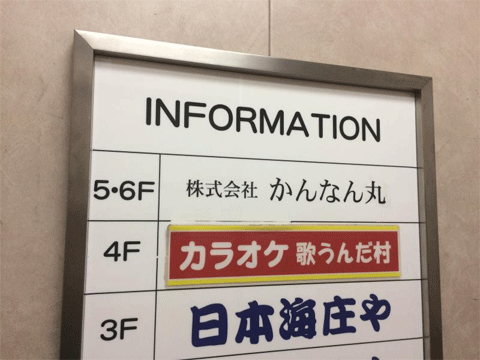 INFORMATION
5・6F 株式会社 かんなん丸
4F カラオケ 歌うんだ村
3F 日本海庄や